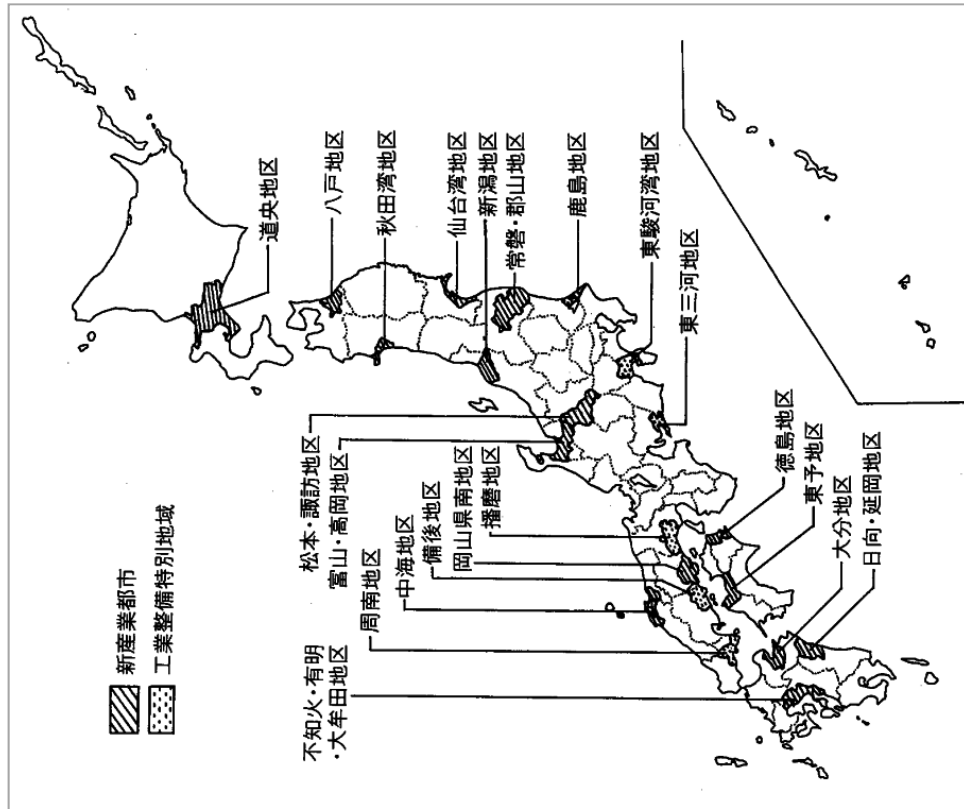 新産業都市
工業整備特別地域
道央地区
八戸地区
秋田湾地区
仙台湾地区
新潟地区
常磐・郡山地区
鹿島地区
東駿河湾地区
東三河地区
松本・諏訪地区
富山・高岡地区
播磨地区
岡山県南地区
備後地区
中海地区
周南地区
不知火・有明
・大牟田地区
徳島地区
東予地区
大分地区
日向・延岡地区